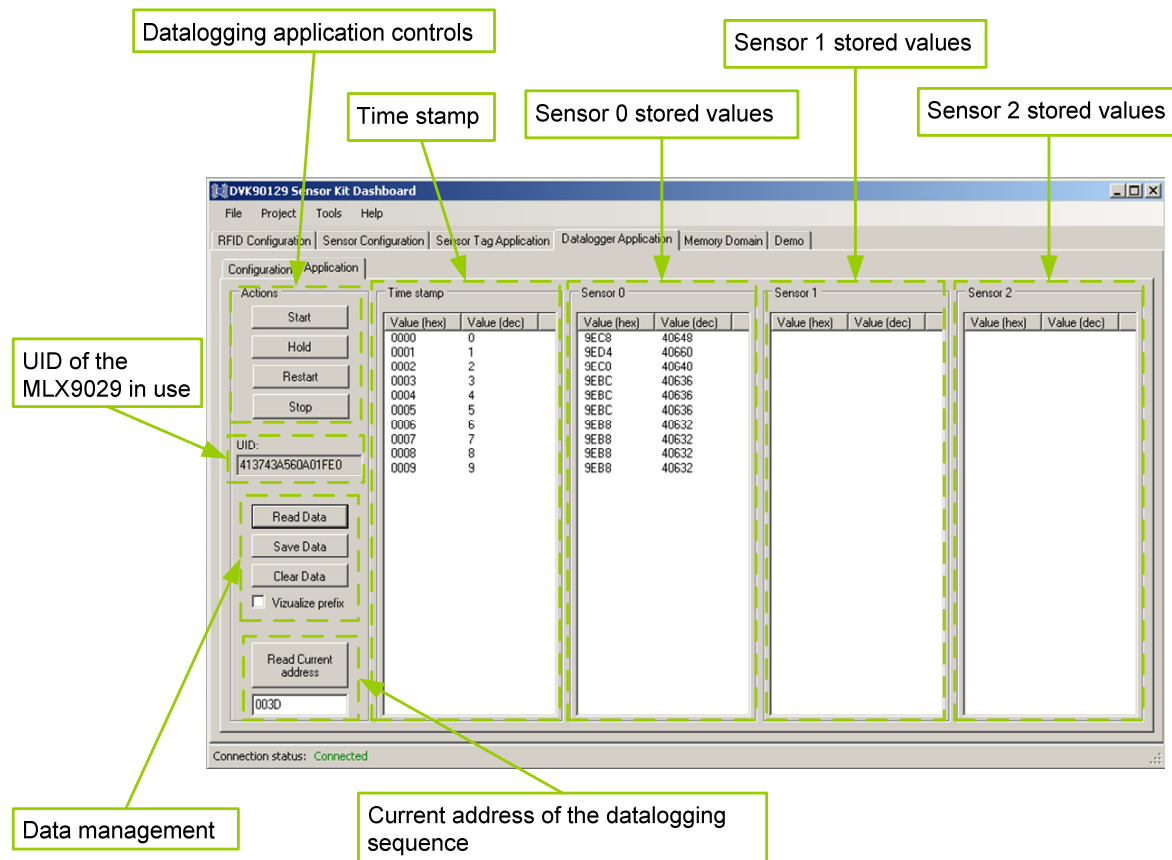 Datalogging application controls
Sensor 1 stored values
Time stamp
Sensor 0 stored values
Sensor 2 stored values
DVK90129 Sensor Kit Dashboard
File Project Tools Help
RFID Configuration Sensor Configuration Sensor Tag Application Datalogger Application Memory Domain Demo
Configuration Application
Actions Time stamp Sensor 0 Sensor 1 Sensor 2
Start
Hold
Restart
Stop
UID of the
MLX9029 in use
UID:
413743A560A01FE0
Read Data
Save Data
Clear Data
Vizualize prefix
Read Current
address
003D
Value (hex) Value (dec) Value (hex) Value (dec) Value (hex) Value (dec) Value (hex) Value (dec)
0000 0 9EC8 40648
0001 1 9ED4 40660
0002 2 9EC0 40640
0003 3 9EBC 40636
0004 4 9EBC 40636
0005 5 9EBC 40636
0006 6 9EB8 40632
0007 7 9EB8 40632
0008 8 9EB8 40632
0009 9 9EB8 40632
Connection status: Connected
Data management
Current address of the datalogging
sequence